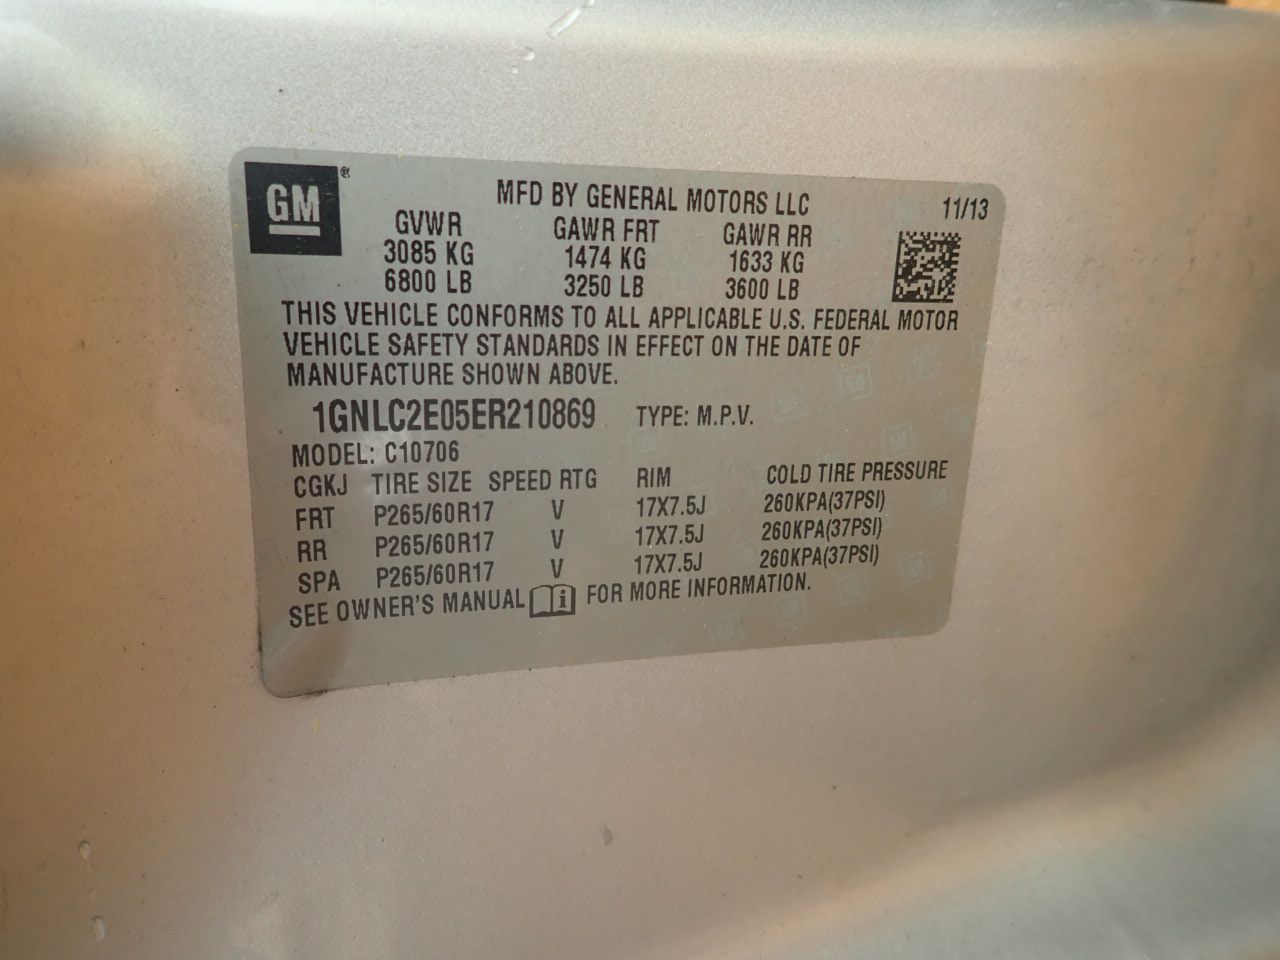 GM ®
MFD BY GENERAL MOTORS LLC 11/13
GVWR GAWR FRT GAWR RR
3085 KG 1474 KG 1633 KG
6800 LB 3250 LB 3600 LB
THIS VEHICLE CONFORMS TO ALL APPLICABLE U.S. FEDERAL MOTOR
VEHICLE SAFETY STANDARDS IN EFFECT ON THE DATE OF
MANUFACTURE SHOWN ABOVE.
1GNLC2E05ER210869 TYPE: M.P.V.
MODEL: C10706
CGKJ TIRE SIZE SPEED RTG RIM COLD TIRE PRESSURE
FRT P265/60R17 V 17X7.5J 260KPA(37PSI)
RR P265/60R17 V 17X7.5J 260KPA(37PSI)
SPA P265/60R17 V 17X7.5J 260KPA(37PSI)
SEE OWNER'S MANUAL i FOR MORE INFORMATION.